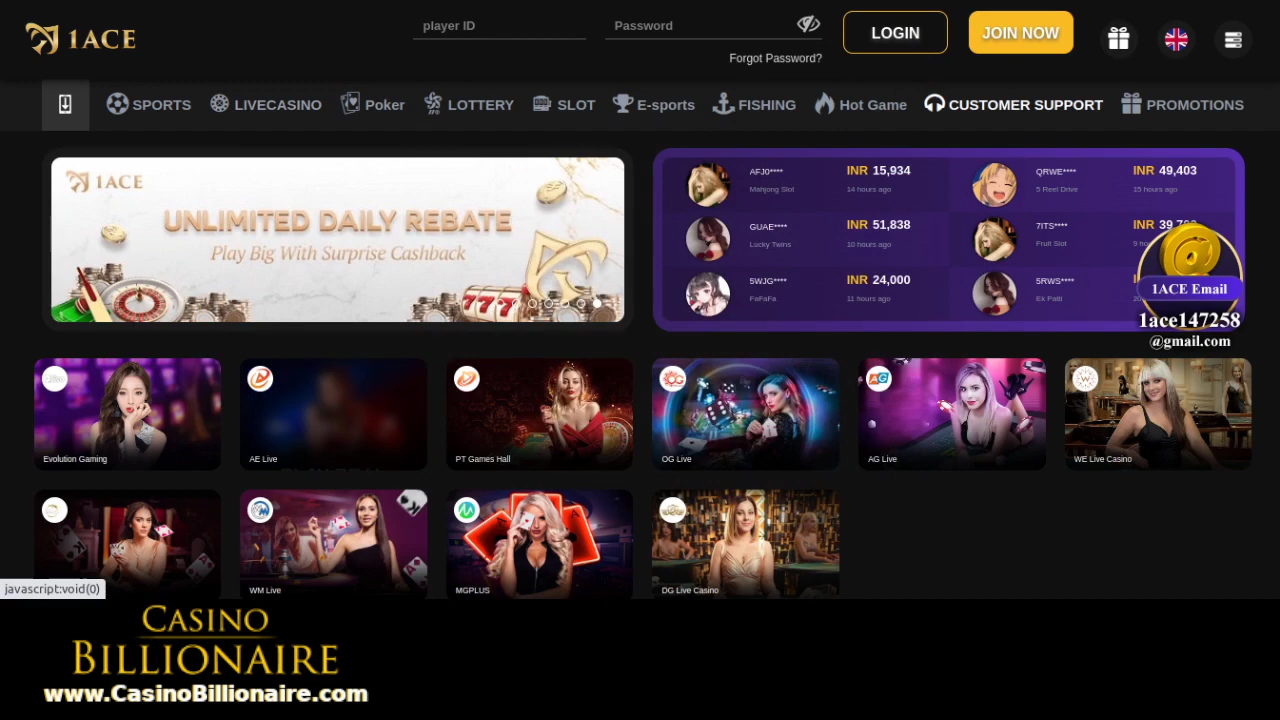 1ACE
player ID
Password
LOGIN
JOIN NOW
Forgot Password?
SPORTS
LIVECASINO
Poker
LOTTERY
SLOT
E-sports
FISHING
Hot Game
CUSTOMER SUPPORT
PROMOTIONS
1ACE
UNLIMITED DAILY REBATE
Play Big With Surprise Cashback
AFJ0****
INR 15,934
Mahjong Slot
14 hours ago
QRWE****
INR 49,403
5 Reel Drive
15 hours ago
GUAE****
INR 51,838
Lucky Twins
10 hours ago
7ITS****
INR
Fruit Slot
5WJG****
INR 24,000
FaFaFa
11 hours ago
5RWS****
Ek Patti
1ACE Email
1ace147258
@gmail.com
Evolution Gaming
AE Live
PT Games Hall
OG Live
AG Live
WE Live Casino
WM Live
MGPLUS
DG Live Casino
javascript:void(0)
CASINO
BILLIONAIRE
www.CasinoBillionaire.com